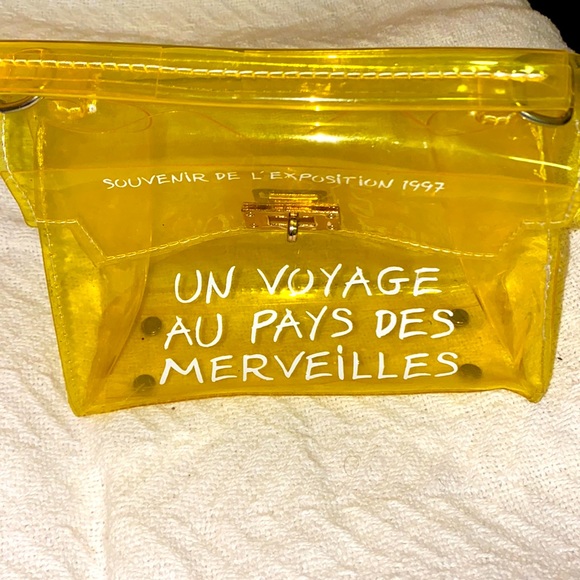 SOUVENIR DE L'EXPOSITION 1997
UN VOYAGE
AU PAYS DES
MERVEiLLES